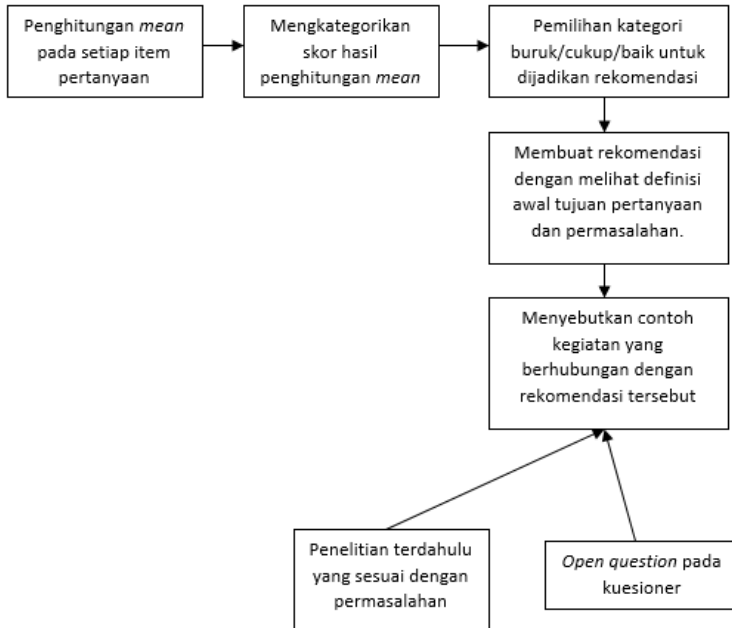 Penghitungan mean
pada setiap item
pertanyaan
Mengkategorikan
skor hasil
penghitungan mean
Pemilihan kategori
buruk/cukup/baik untuk
dijadikan rekomendasi
Membuat rekomendasi
dengan melihat definisi
awal tujuan pertanyaan
dan permasalahan.
Menyebutkan contoh
kegiatan yang
berhubungan dengan
rekomendasi tersebut
Penelitian terdahulu
yang sesuai dengan
permasalahan
Open question pada
kuesioner